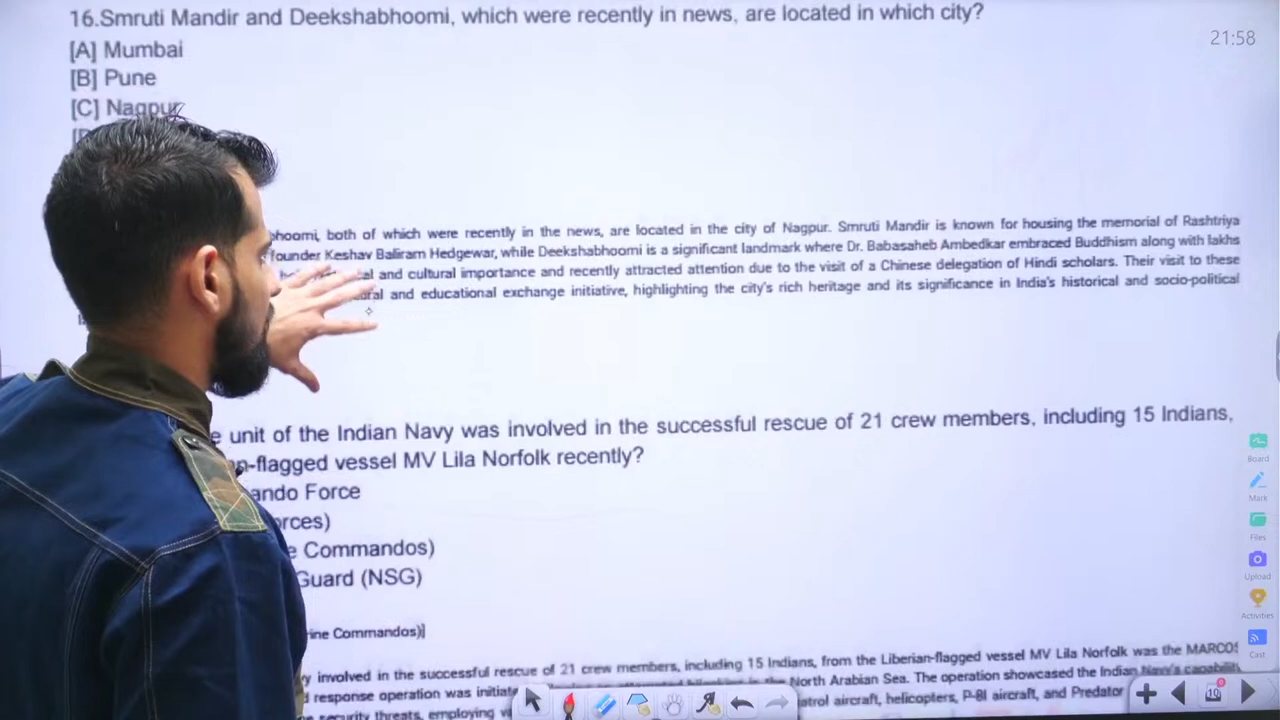 16.Smruti Mandir and Deekshabhoomi, which were recently in news, are located in which city?
21:58
[A] Mumbai
[B] Pune
[C] Nagpur
both of which were recently in the news, are located in the city of Nagpur. Smruti Mandir is known for housing the memorial of Rashtriya
founder Keshav Baliram Hedgewar, while Deekshabhoomi is a significant landmark where Dr. Babasaheb Ambedkar embraced Buddhism along with lakhs
and cultural importance and recently attracted attention due to the visit of a Chinese delegation of Hindi scholars. Their visit to these
and educational exchange initiative, highlighting the city's rich heritage and its significance in India's historical and socio-political
unit of the Indian Navy was involved in the successful rescue of 21 crew members, including 15 Indians,
-flagged vessel MV Lila Norfolk recently?
Force
Commandos)
Guard (NSG)
Commandos)]
involved in the successful rescue of 21 crew members, including 15 Indians, from the Liberian-flagged vessel MV Lila Norfolk was the MARCOS
response operation was North Arabian Sea. The operation showcased the Indian Navy's
security threats, employing aircraft, helicopters, P-8I aircraft, and Predator
Board
Mark
Files
Upload
Activities
Cast
19